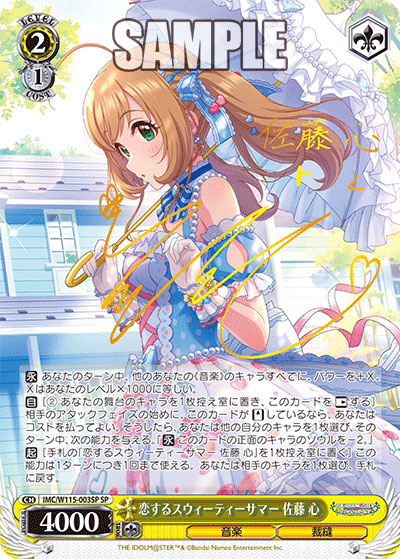 LEVEL
2
1
COST
SAMPLE
佐藤 心
永 あなたのターン中、他のあなたの《音楽》のキャラすべてに、パワーを+X。
Xはあなたのレベル×1000に等しい。
自 [② あなたの舞台のキャラを1枚控え室に置き、このカードを する]
相手のアタックフェイズの始めに、このカードが しているなら、あなたは
コストを払ってよい。そうしたら、あなたは他の自分のキャラを1枚選び、その
ターン中、次の能力を与える。『永 このカードの正面のキャラのソウルを-2。』
起 [手札の「恋するスウィーティーサマー 佐藤 心」を1枚控え室に置く] この
能力は1ターンにつき1回まで使える。あなたは相手のキャラを1枚選び、手札
に戻す。
CH IMC/W115-003SP SP
恋するスウィーティーサマー 佐藤 心
POWER
4000
SOUL
音楽
裁縫
THE IDOLM@STER™& ©Bandai Namco Entertainment Inc.